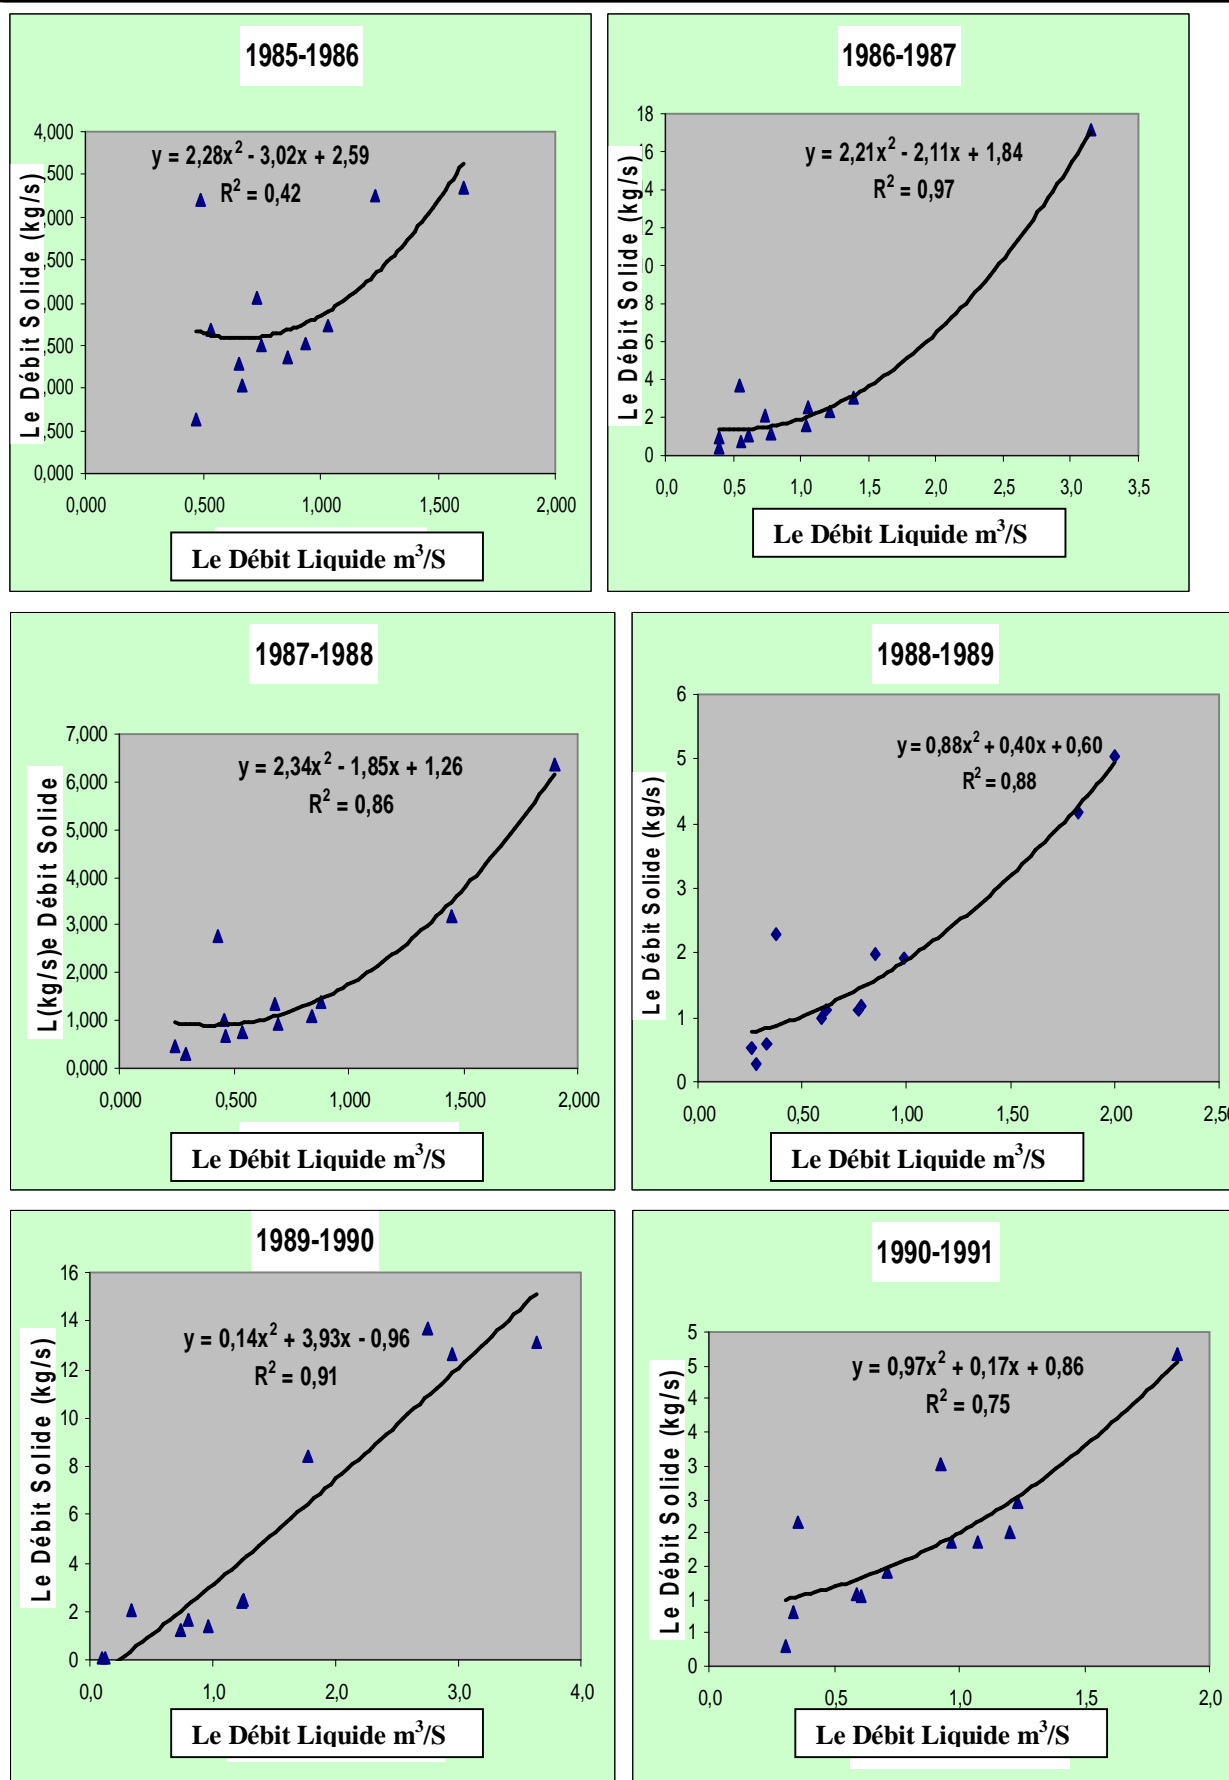 1985-1986
y = 2,28x² - 3,02x + 2,59
R² = 0,42
Le Débit Solide (kg/s)
4,000
,500
,000
,500
,000
,500
,000
,500
0,000
0,000 0,500 1,000 1,500 2,000
Le Débit Liquide m³/S
1986-1987
y = 2,21x² - 2,11x + 1,84
R² = 0,97
Le Débit Solide (kg/s)
18
6
4
2
0
8
6
4
2
0
0,0 0,5 1,0 1,5 2,0 2,5 3,0 3,5
Le Débit Liquide m³/S
1987-1988
y = 2,34x² - 1,85x + 1,26
R² = 0,86
L(kg/s)e Débit Solide
7,000
6,000
5,000
4,000
3,000
2,000
1,000
0,000
0,000 0,500 1,000 1,500 2,000
Le Débit Liquide m³/S
1988-1989
y = 0,88x² + 0,40x + 0,60
R² = 0,88
Le Débit Solide (kg/s)
6
5
4
3
2
1
0
0,00 0,50 1,00 1,50 2,00 2,50
Le Débit Liquide m³/S
1989-1990
y = 0,14x² + 3,93x - 0,96
R² = 0,91
Le Débit Solide (kg/s)
16
14
12
10
8
6
4
2
0
0,0 1,0 2,0 3,0 4,0
Le Débit Liquide m³/S
1990-1991
y = 0,97x² + 0,17x + 0,86
R² = 0,75
Le Débit Solide (kg/s)
5
5
4
4
3
3
2
2
1
1
0
0,0 0,5 1,0 1,5 2,0
Le Débit Liquide m³/S